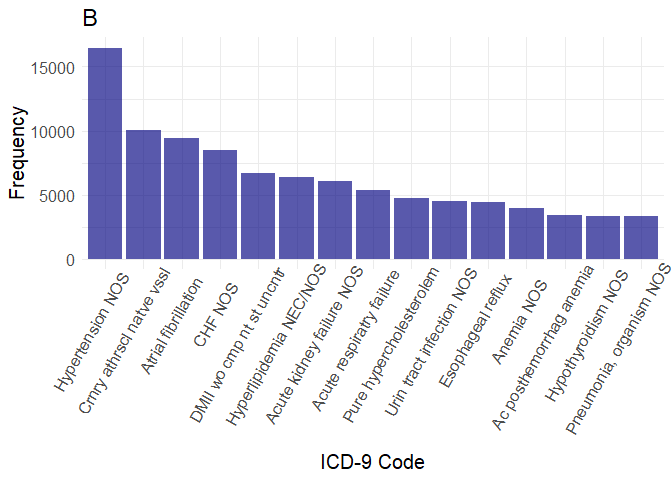 B
Frequency
15000
10000
5000
0
Hypertension NOS
Crnry athrscl natve vssl
Atrial fibrillation
CHF NOS
DMII wo cmp nt st uncntr
Hyperlipidemia NEC/NOS
Acute kidney failure NOS
Acute respiratry failure
Pure hypercholesterolem
Urin tract infection NOS
Esophageal reflux
Anemia NOS
Ac posthemorrhag anemia
Hypothyroidism NOS
Pneumonia, organism NOS
ICD-9 Code